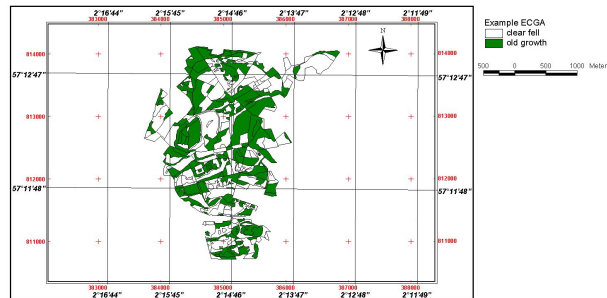 2°16'44" 2°15'45" 2°14'46" 2°13'47" 2°12'48" 2°11'49"
383000 384000 385000 386000 387000 388000
N
814000 814000
57°12'47" 57°12'47"
813000 813000
812000 812000
57°11'48" 57°11'48"
811000 811000
383000 384000 385000 386000 387000 388000
2°16'44" 2°15'45" 2°14'46" 2°13'47" 2°12'48" 2°11'49"
Example ECGA
clear fell
old growth
500 0 500 1000 Meter